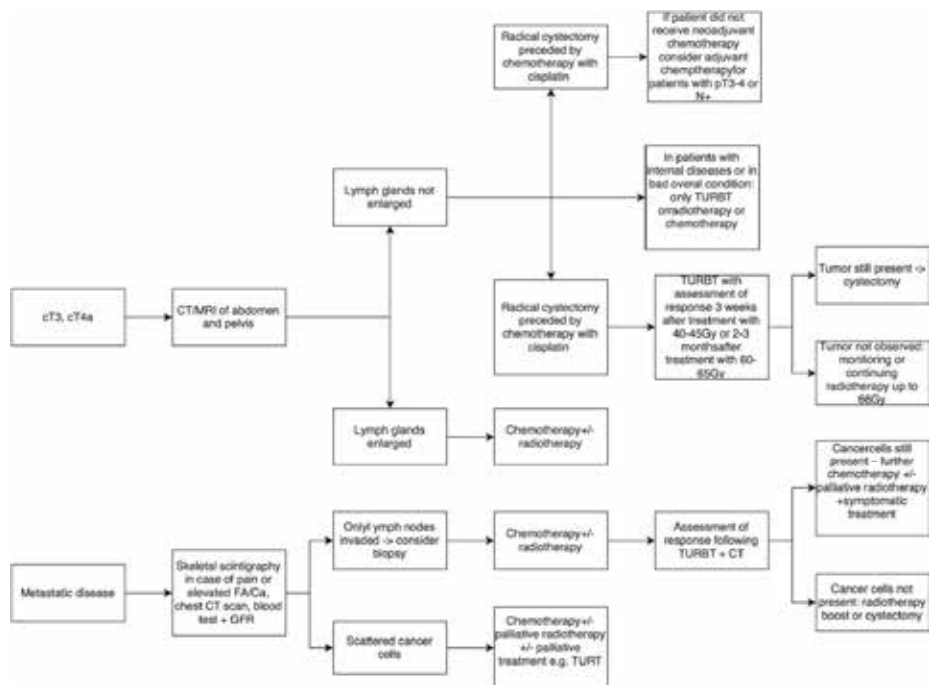 Radical cystectomy
preceded by
chemotherapy with
cisplatin
If patient did not
receive neoadjuvant
chemotherapy
consider adjuvant
chemptherapyfor
patients with pT3-4 or
N+
Lymph glands not
enlarged
In patients with
internal diseases or in
bad overal condition:
only TURBT
orradiotherapy or
chemotherapy
cT3, cT4a
CT/MRI of abdomen
and pelvis
Radical cystectomy
preceded by
chemotherapy with
cisplatin
TURBT with
assessment of
response 3 weeks
after treatment with
40-45Gy or 2-3
monthsafter
treatment with 60-
65Gy
Tumor still present ->
cystectomy
Tumor not observed:
monitoring or
continuing
radiotherapy up to
66Gy
Lymph glands
enlarged
Chemotherapy+/-
radiotherapy
Metastatic disease
Skeletal scintigraphy
in case of pain or
elevated FA/Ca,
chest CT scan, blood
test + GFR
Onlyl ymph nodes
invaded -> consider
biopsy
Chemotherapy+/-
radiotherapy
Assessment of
response following
TURBT + CT
Cancercells still
present – further
chemotherapy +/-
palliative radiotherapy
+symptomatic
treatment
Cancer cells not
present: radiotherapy
boost or cystectomy
Scattered cancer
cells
Chemotherapy+/-
palliative radiotherapy
+/- palliative
treatment e.g. TURT